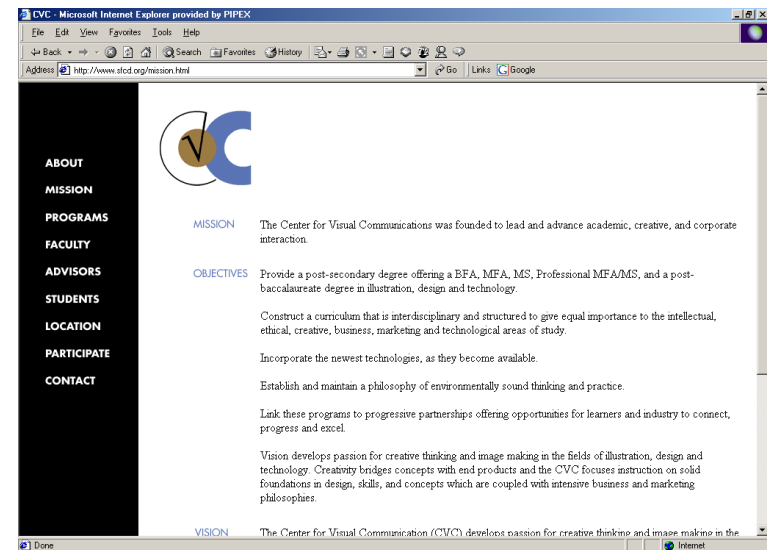 CVC - Microsoft Internet Explorer provided by PIPEX
File Edit View Favorites Tools Help
Back Search Favorites History
Address http://www.sfcd.org/mission.html Go Links Google
CVC
ABOUT
MISSION
PROGRAMS
FACULTY
ADVISORS
STUDENTS
LOCATION
PARTICIPATE
CONTACT
MISSION The Center for Visual Communications was founded to lead and advance academic, creative, and corporate
interaction.
OBJECTIVES Provide a post-secondary degree offering a BFA, MFA, MS, Professional MFA/MS, and a post-
baccalaureate degree in illustration, design and technology.
Construct a curriculum that is interdisciplinary and structured to give equal importance to the intellectual,
ethical, creative, business, marketing and technological areas of study.
Incorporate the newest technologies, as they become available.
Establish and maintain a philosophy of environmentally sound thinking and practice.
Link these programs to progressive partnerships offering opportunities for learners and industry to connect,
progress and excel.
Vision develops passion for creative thinking and image making in the fields of illustration, design and
technology. Creativity bridges concepts with end products and the CVC focuses instruction on solid
foundations in design, skills, and concepts which are coupled with intensive business and marketing
philosophies.
VISION The Center for Visual Communication (CVC) develops passion for creative thinking and image making in the
Done Internet